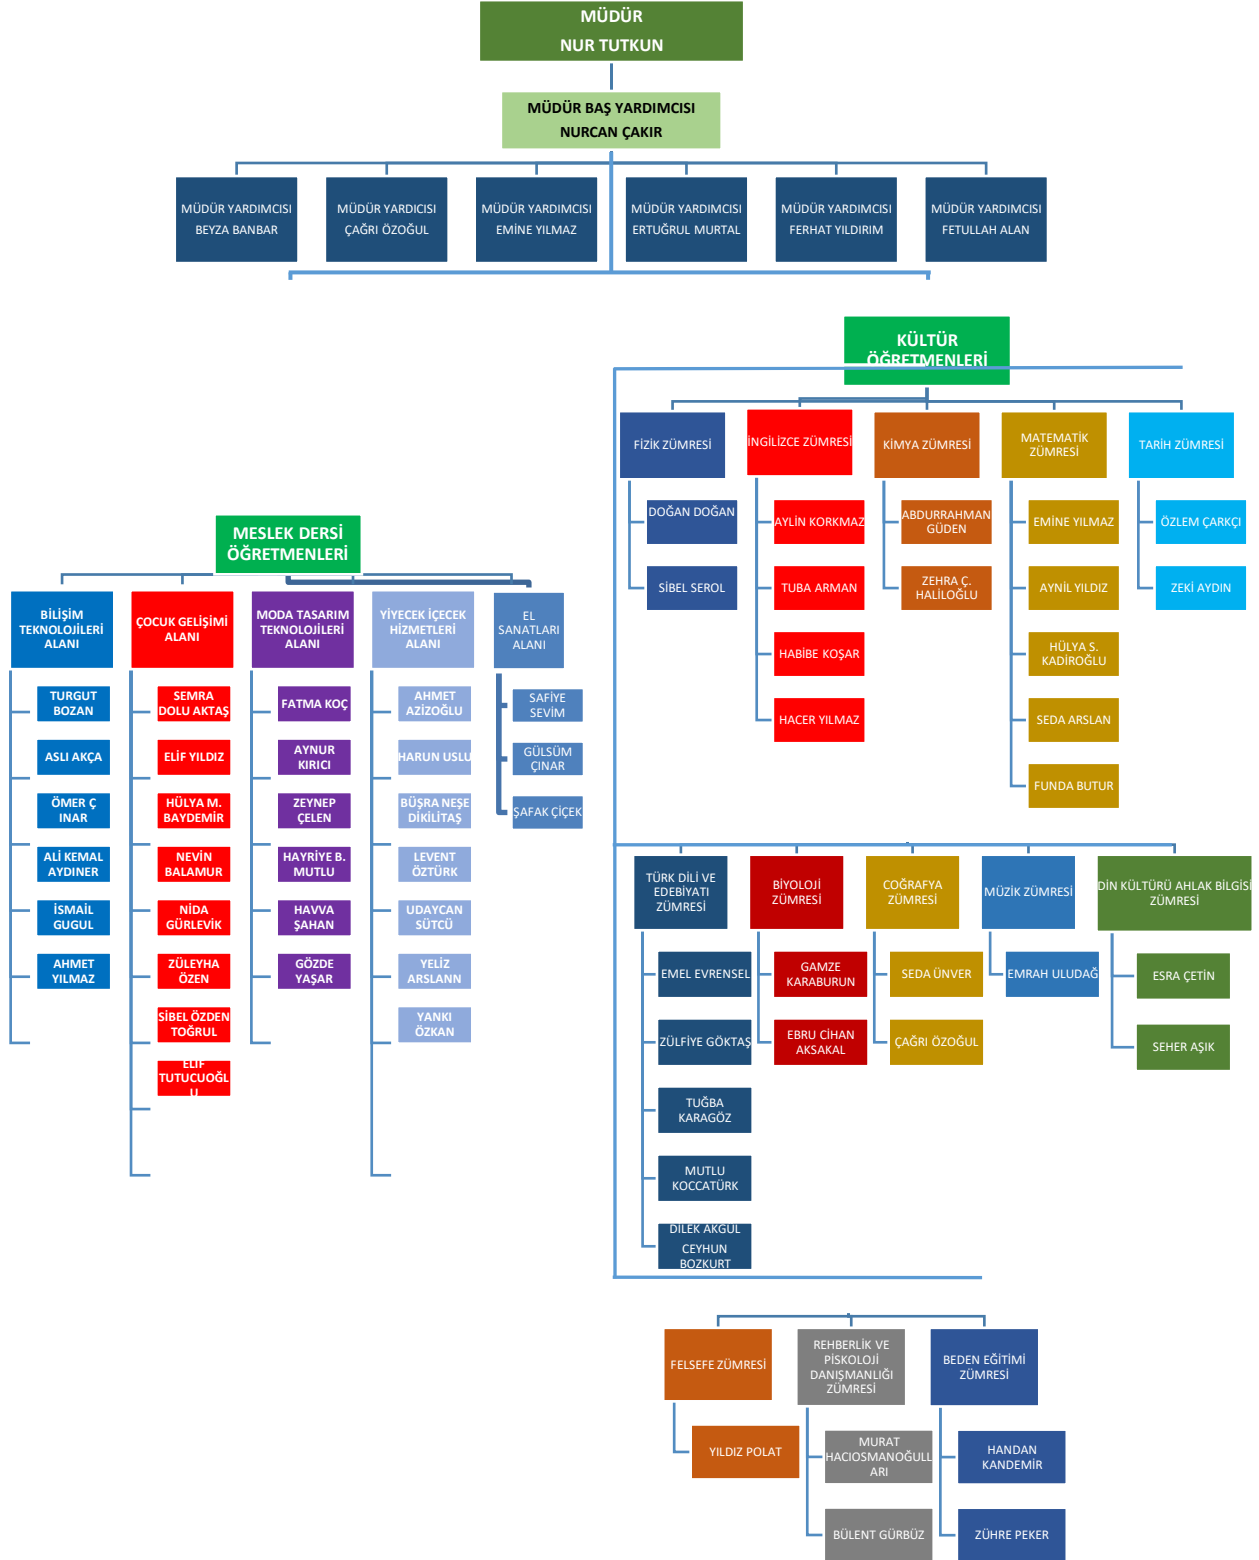 MÜDÜR
NUR TUTKUN
MÜDÜR BAŞ YARDIMCISI
NURCAN ÇAKIR
MÜDÜR YARDIMCISI
BEYZA BANBAR
MÜDÜR YARDICISI
ÇAĞRI ÖZOĞUL
MÜDÜR YARDIMCISI
EMİNE YILMAZ
MÜDÜR YARDIMCISI
ERTUĞRUL MURTAL
MÜDÜR YARDIMCISI
FERHAT YILDIRIM
MÜDÜR YARDIMCISI
FETULLAH ALAN
KÜLTÜR
ÖĞRETMENLERİ
FİZİK ZÜMRESİ
DOĞAN DOĞAN
SİBEL SEROL
İNGİLİZCE ZÜMRESİ
AYLİN KORKMAZ
TUBA ARMAN
HABİBE KOŞAR
HACER YILMAZ
KİMYA ZÜMRESİ
ABDURRAHMAN
GÜDEN
ZEHRA Ç.
HALİLOĞLU
MATEMATİK
ZÜMRESİ
EMİNE YILMAZ
AYNİL YILDIZ
HÜLYA S.
KADİROĞLU
SEDA ARSLAN
FUNDA BUTUR
TARİH ZÜMRESİ
ÖZLEM ÇARKÇI
ZEKİ AYDIN
MESLEK DERSİ
ÖĞRETMENLERİ
BİLİŞİM
TEKNOLOJİLERİ
ALANI
TURGUT
BOZAN
ASLI AKÇA
ÖMER Ç
INAR
ALİ KEMAL
AYDINER
İSMAİL
GUGUL
AHMET
YILMAZ
ÇOCUK GELİŞİMİ
ALANI
SEMRA
DOLU AKTAŞ
ELİF YILDIZ
HÜLYA M.
BAYDEMİR
NEVİN
BALAMUR
NİDA
GÜRLEVİK
ZÜLEYHA
ÖZEN
SİBEL ÖZDEN
TOĞRUL
ELİF
TUTUCUOĞL
U
MODA TASARIM
TEKNOLOJİLERİ
ALANI
FATMA KOÇ
AYNUR
KIRICI
ZEYNEP
ÇELEN
HAYRİYE B.
MUTLU
HAVVA
ŞAHAN
GÖZDE
YAŞAR
YİYECEK İÇECEK
HİZMETLERİ
ALANI
AHMET
AZİZOĞLU
HARUN USLU
BÜŞRA NEŞE
DİKİLİTAŞ
LEVENT
ÖZTÜRK
UDAYCAN
SÜTCÜ
YELİZ
ARSLANN
YANKI
ÖZKAN
EL
SANATLARI
ALANI
SAFİYE
SEVİM
GÜLSÜM
ÇINAR
ŞAFAK ÇİÇEK
TÜRK DİLİ VE
EDEBİYATI
ZÜMRESİ
EMEL EVRENSEL
ZÜLFİYE GÖKTAŞ
TUĞBA
KARAGÖZ
MUTLU
KOCCATÜRK
DİLEK AKGÜL
CEYHUN
BOZKURT
BİYOLOJİ
ZÜMRESİ
GAMZE
KARABURUN
EBRU CİHAN
AKSAKAL
COĞRAFYA
ZÜMRESİ
SEDA ÜNVER
ÇAĞRI ÖZOĞUL
MÜZİK ZÜMRESİ
EMRAH ULUDAĞ
DİN KÜLTÜRÜ AHLAK BİLGİSİ
ZÜMRESİ
ESRA ÇETİN
SEHER AŞIK
FELSEFE ZÜMRESİ
YILDIZ POLAT
REHBERLİK VE
PİSKOLOJİ
DANIŞMANLIĞI
ZÜMRESİ
MURAT
HACIOSMANOĞULL
ARI
BÜLENT GÜRBÜZ
BEDEN EĞİTİMİ
ZÜMRESİ
HANDAN
KANDEMİR
ZÜHRE PEKER